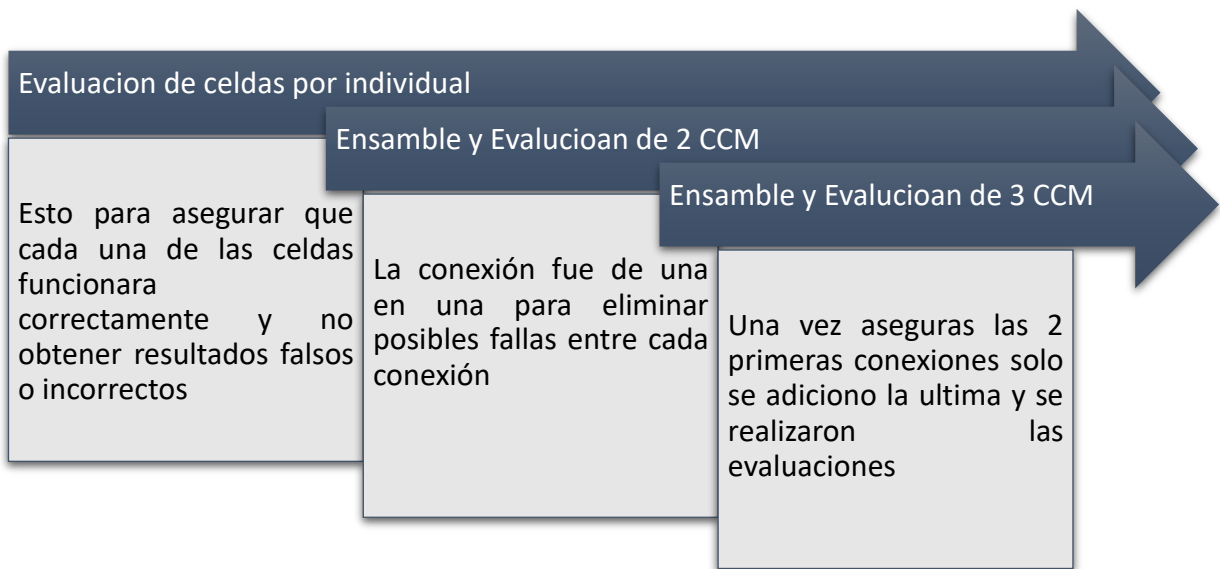 Evaluacion de celdas por individual
Esto para asegurar que
cada una de las celdas
funcionara
correctamente y no
obtener resultados falsos
o incorrectos
Ensamble y Evalucioan de 2 CCM
La conexión fue de una
en una para eliminar
posibles fallas entre cada
conexión
Ensamble y Evalucioan de 3 CCM
Una vez aseguras las 2
primeras conexiones solo
se adiciono la ultima y se
realizaron las
evaluaciones